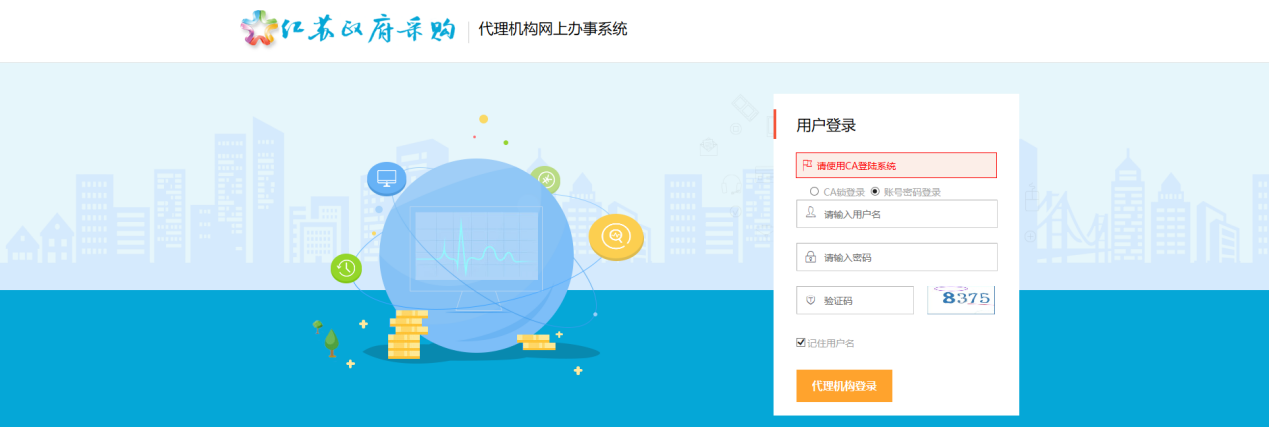 江苏政府采购 代理机构网上办事系统
用户登录
请使用CA登陆系统
CA锁登录 账号密码登录
请输入用户名
请输入密码
验证码 8375
记住用户名
代理机构登录